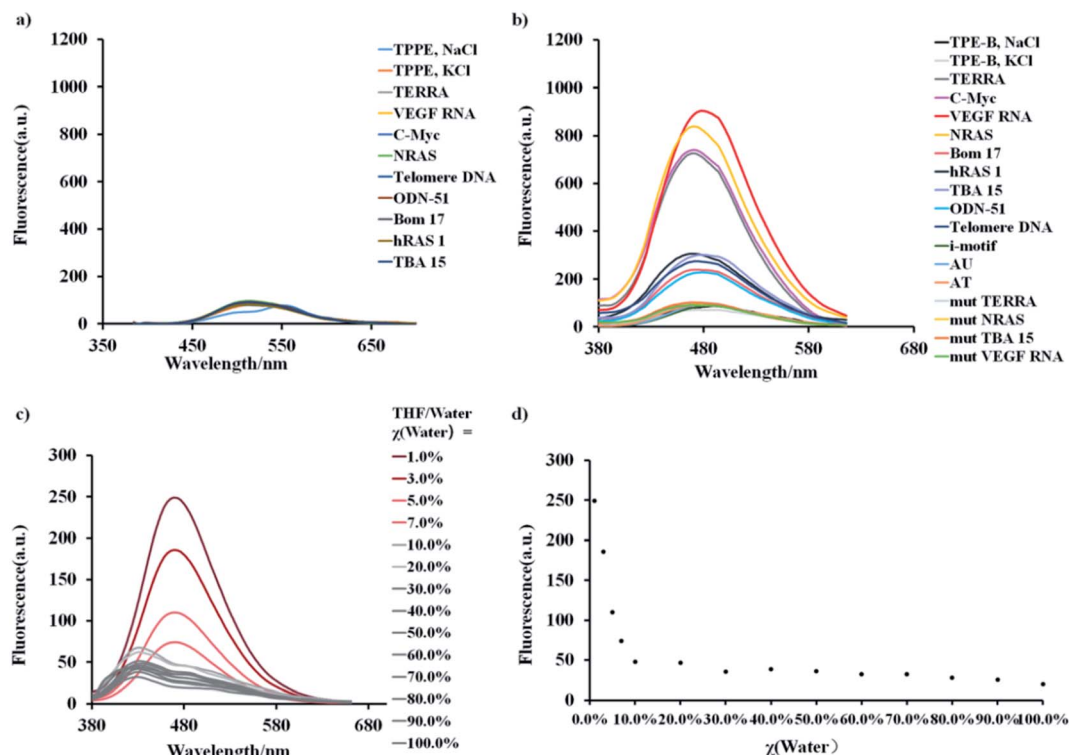 a)
1200
1000
800
600
400
200
0
350
450
550
650
Fluorescence(a.u.)
Wavelength/nm
TPPE, NaCl
TPPE, KCl
TERRA
VEGF RNA
C-Myc
NRAS
Telomere DNA
ODN-51
Bom 17
hRAS 1
TBA 15
b)
1200
1000
800
600
400
200
0
380
480
580
680
Fluorescence(a.u.)
Wavelength/nm
TPE-B, NaCl
TPE-B, KCl
TERRA
C-Myc
VEGF RNA
NRAS
Bom 17
hRAS 1
TBA 15
ODN-51
Telomere DNA
i-motif
AU
AT
mut TERRA
mut NRAS
mut TBA 15
mut VEGF RNA
c)
300
250
200
150
100
50
0
380
480
580
680
Fluorescence(a.u.)
Wavelength/nm
THF/Water
χ(Water) =
1.0%
3.0%
5.0%
7.0%
10.0%
20.0%
30.0%
40.0%
50.0%
60.0%
70.0%
80.0%
90.0%
100.0%
d)
300
250
200
150
100
50
0
0.0% 10.0% 20.0% 30.0% 40.0% 50.0% 60.0% 70.0% 80.0% 90.0% 100.0%
Fluorescence(a.u.)
χ(Water)